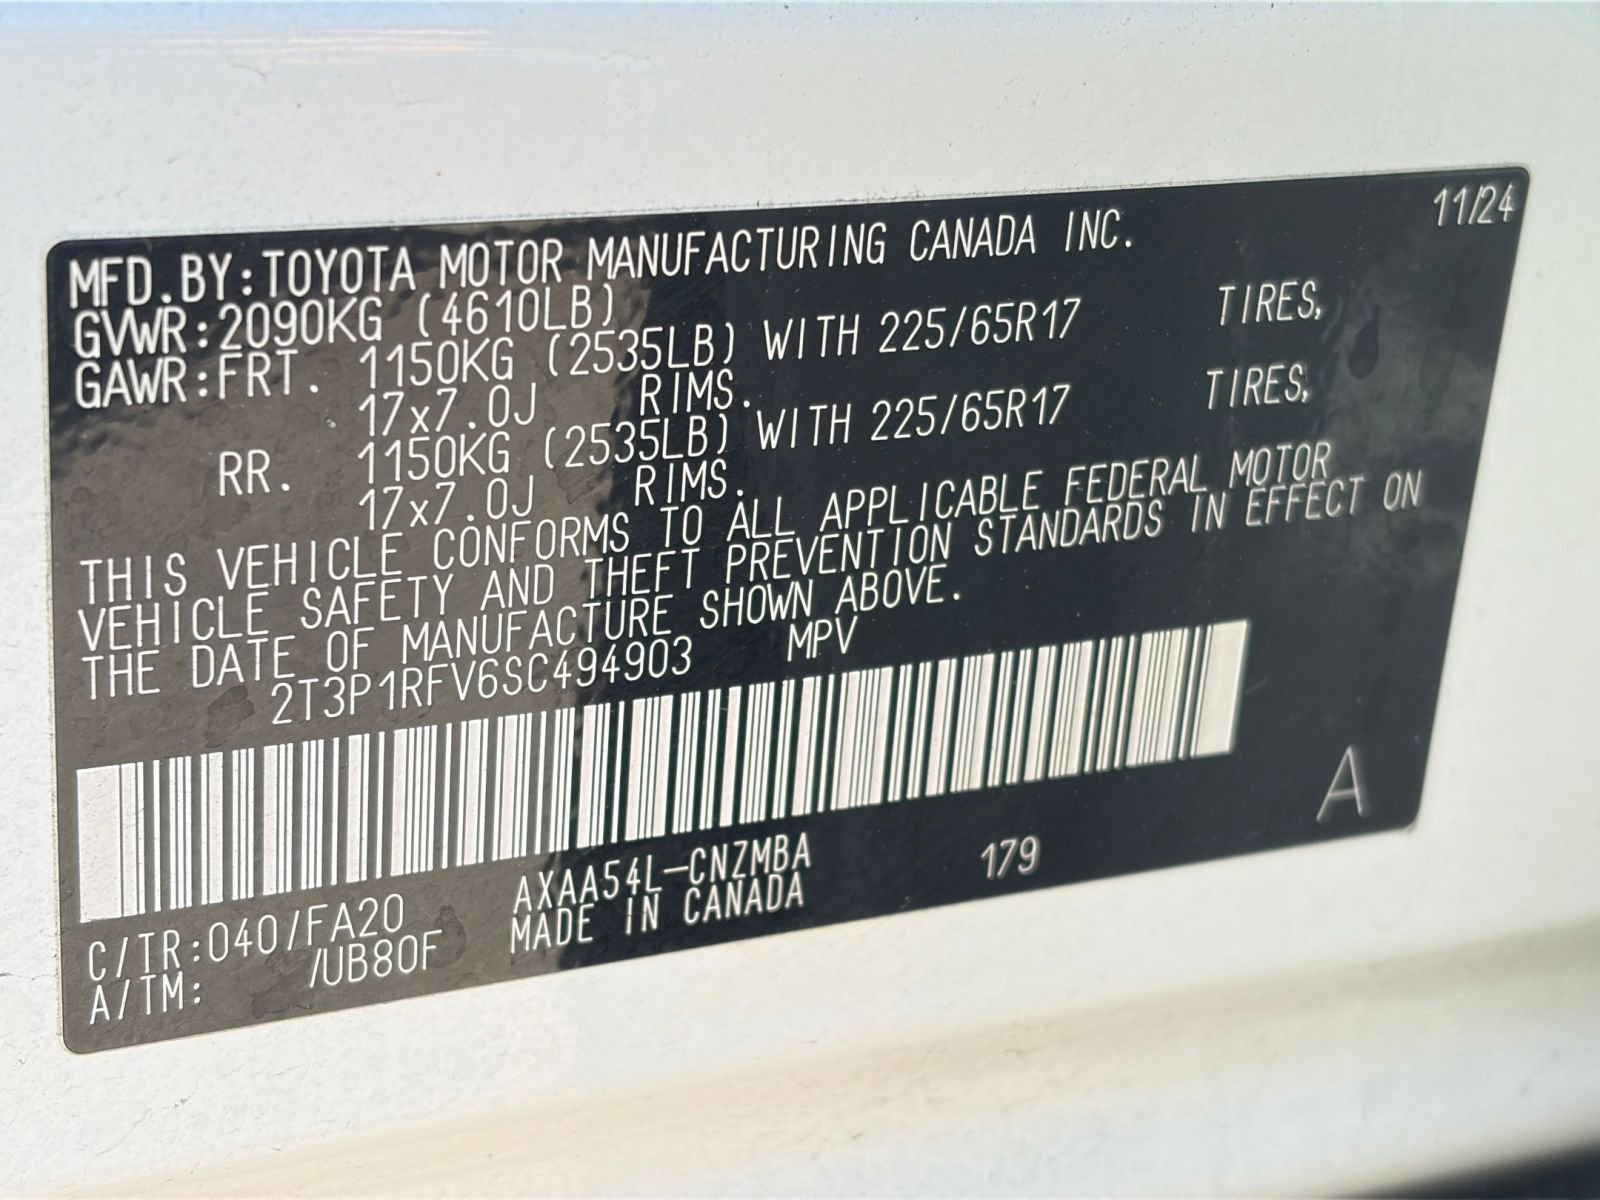 11/24
MFD.BY:TOYOTA MOTOR MANUFACTURING CANADA INC.
GVWR:2090KG (4610LB)
GAWR:FRT. 1150KG (2535LB) WITH 225/65R17 TIRES,
17x7.0J RIMS.
RR. 1150KG (2535LB) WITH 225/65R17 TIRES,
17x7.0J RIMS.
THIS VEHICLE CONFORMS TO ALL APPLICABLE FEDERAL MOTOR
VEHICLE SAFETY AND THEFT PREVENTION STANDARDS IN EFFECT ON
THE DATE OF MANUFACTURE SHOWN ABOVE.
2T3P1RFV6SC494903 MPV
A
C/TR:040/FA20 AXAA54L-CNZMBA 179
A/TM: /UB80F MADE IN CANADA